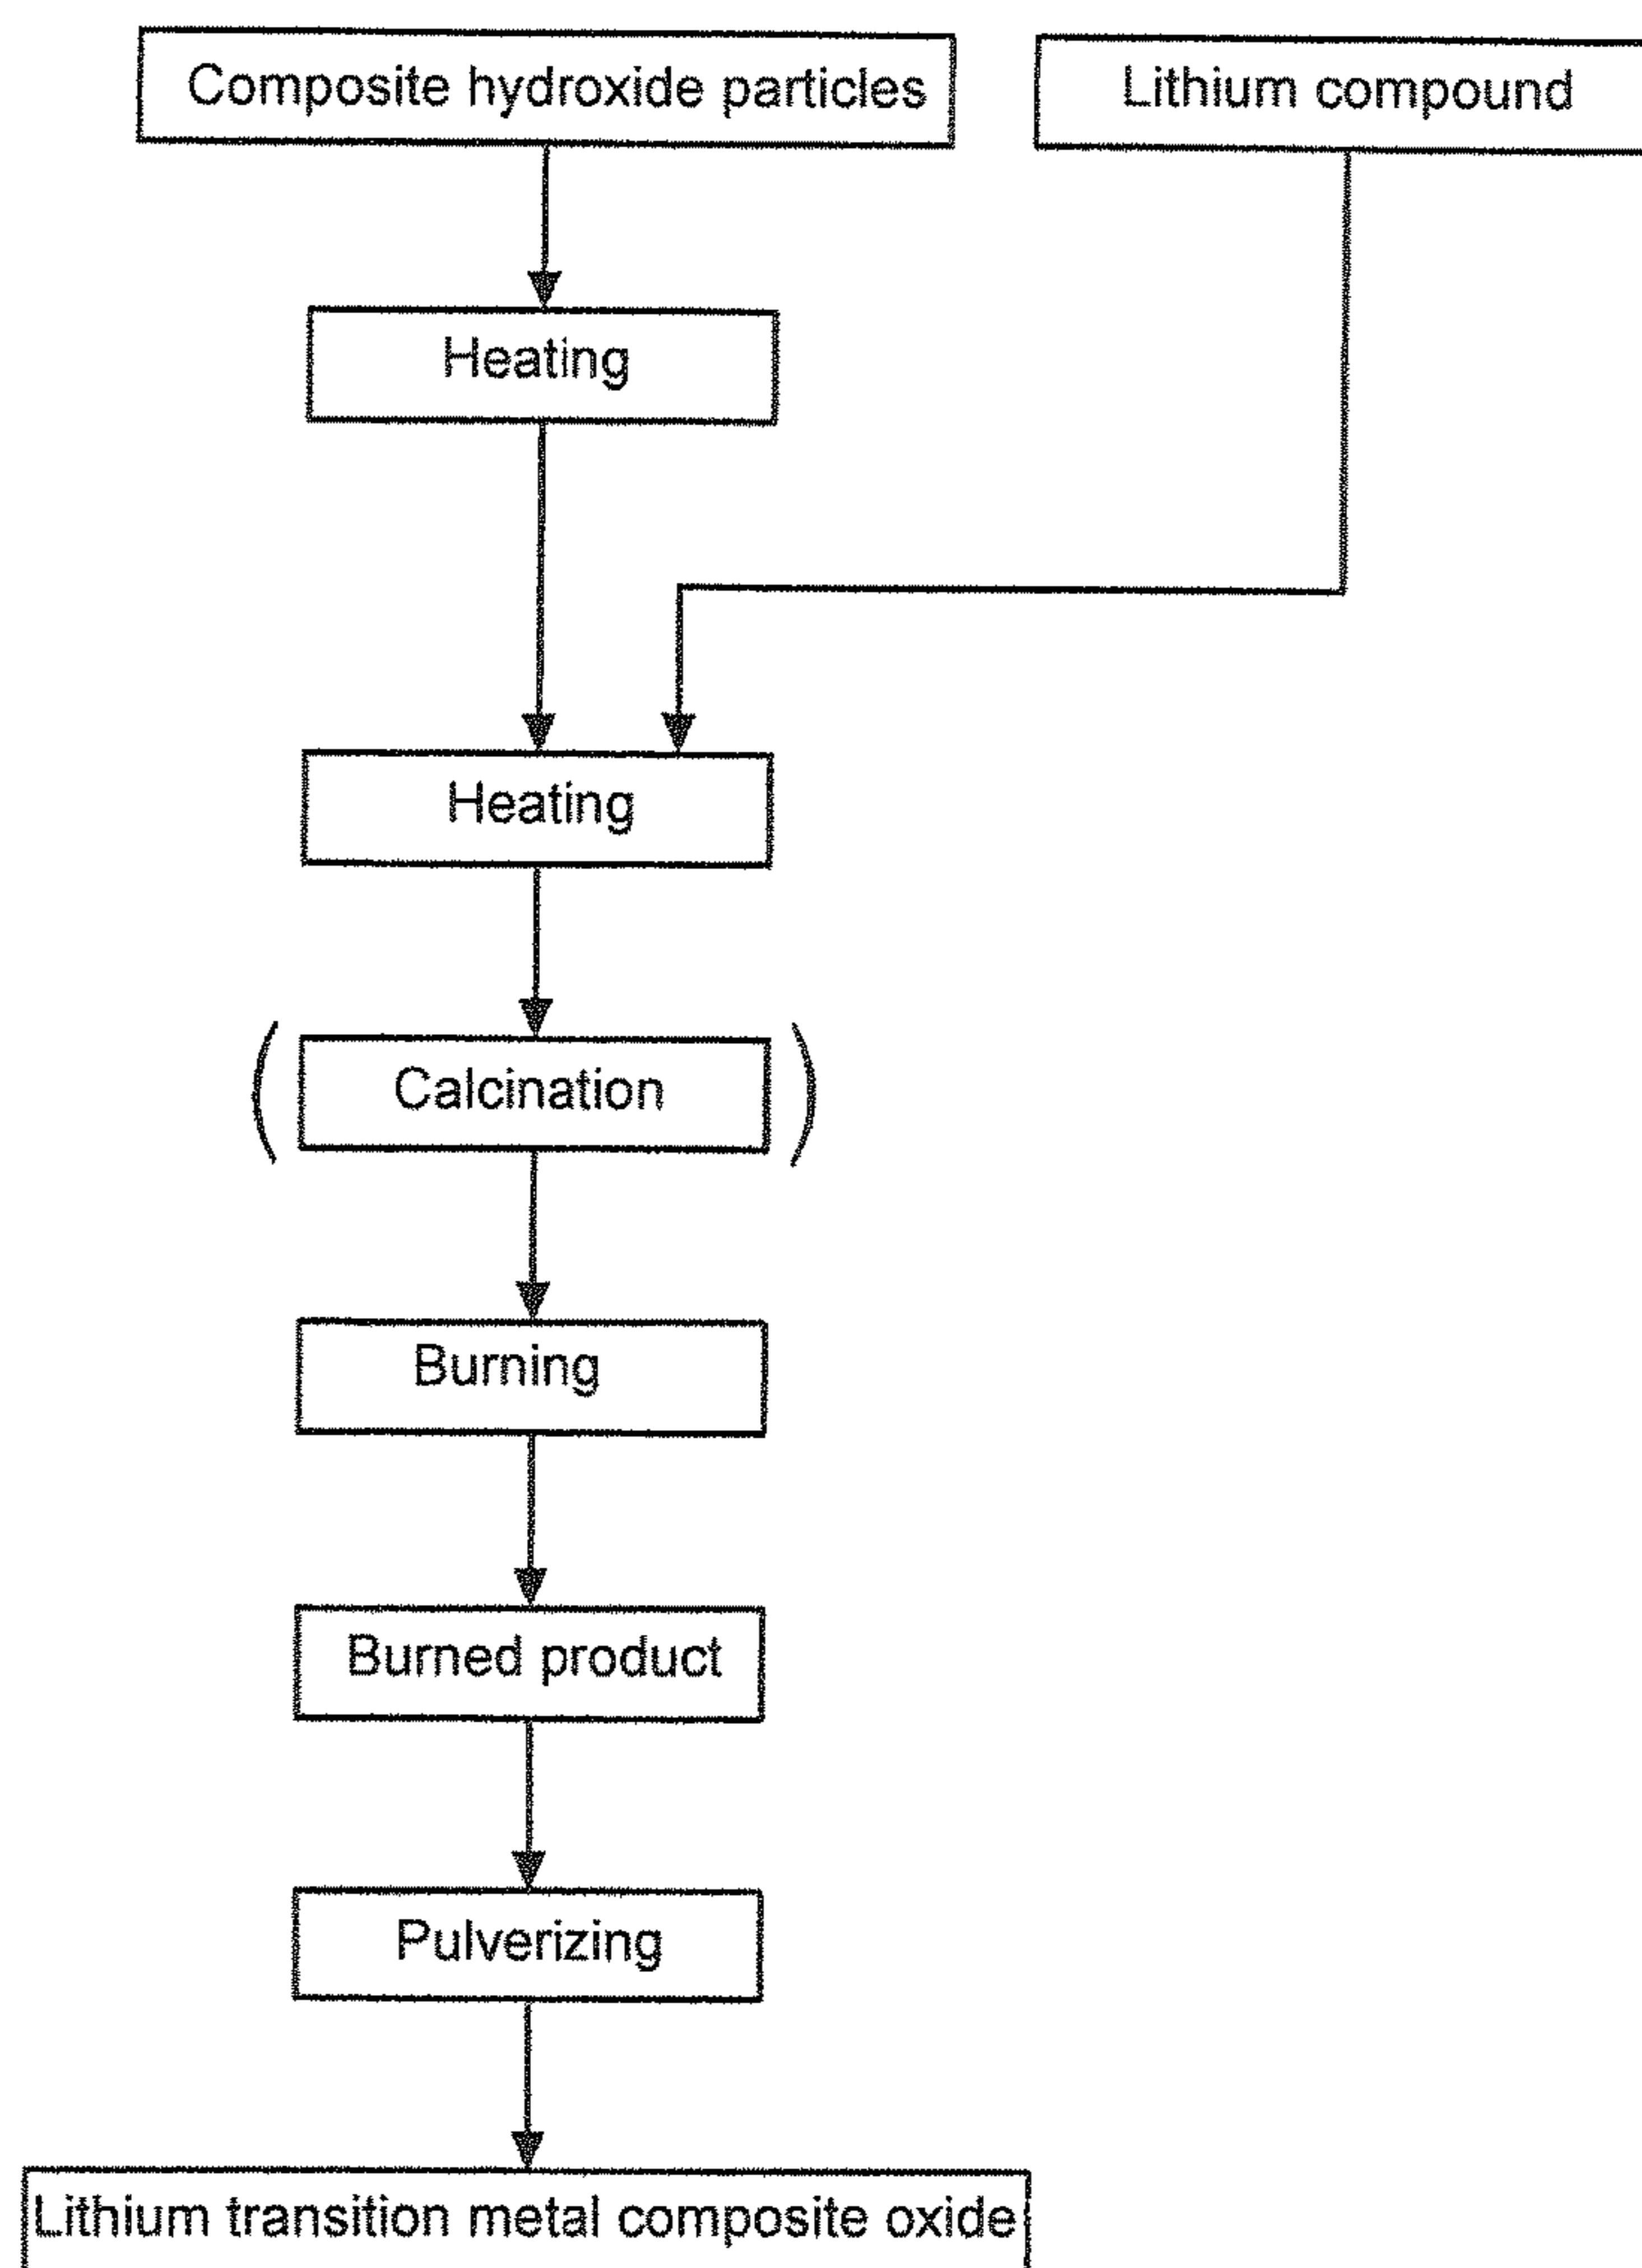 Composite hydroxide particles
Lithium compound
Heating
Heating
( Calcination )
Burning
Burned product
Pulverizing
Lithium transition metal composite oxide